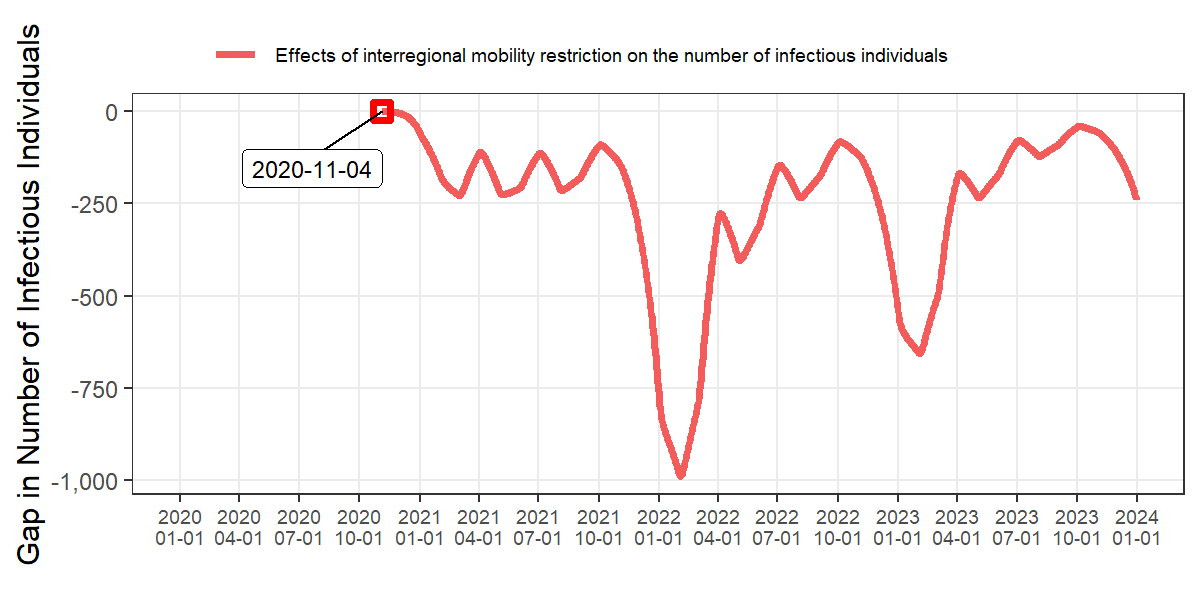 Effects of interregional mobility restriction on the number of infectious individuals
Gap in Number of Infectious Individuals
0
-250
-500
-750
-1,000
2020-11-04
2020 2020 2020 2020 2021 2021 2021 2021 2022 2022 2022 2022 2023 2023 2023 2023 2024
01-01 04-01 07-01 10-01 01-01 04-01 07-01 10-01 01-01 04-01 07-01 10-01 01-01 04-01 07-01 10-01 01-01